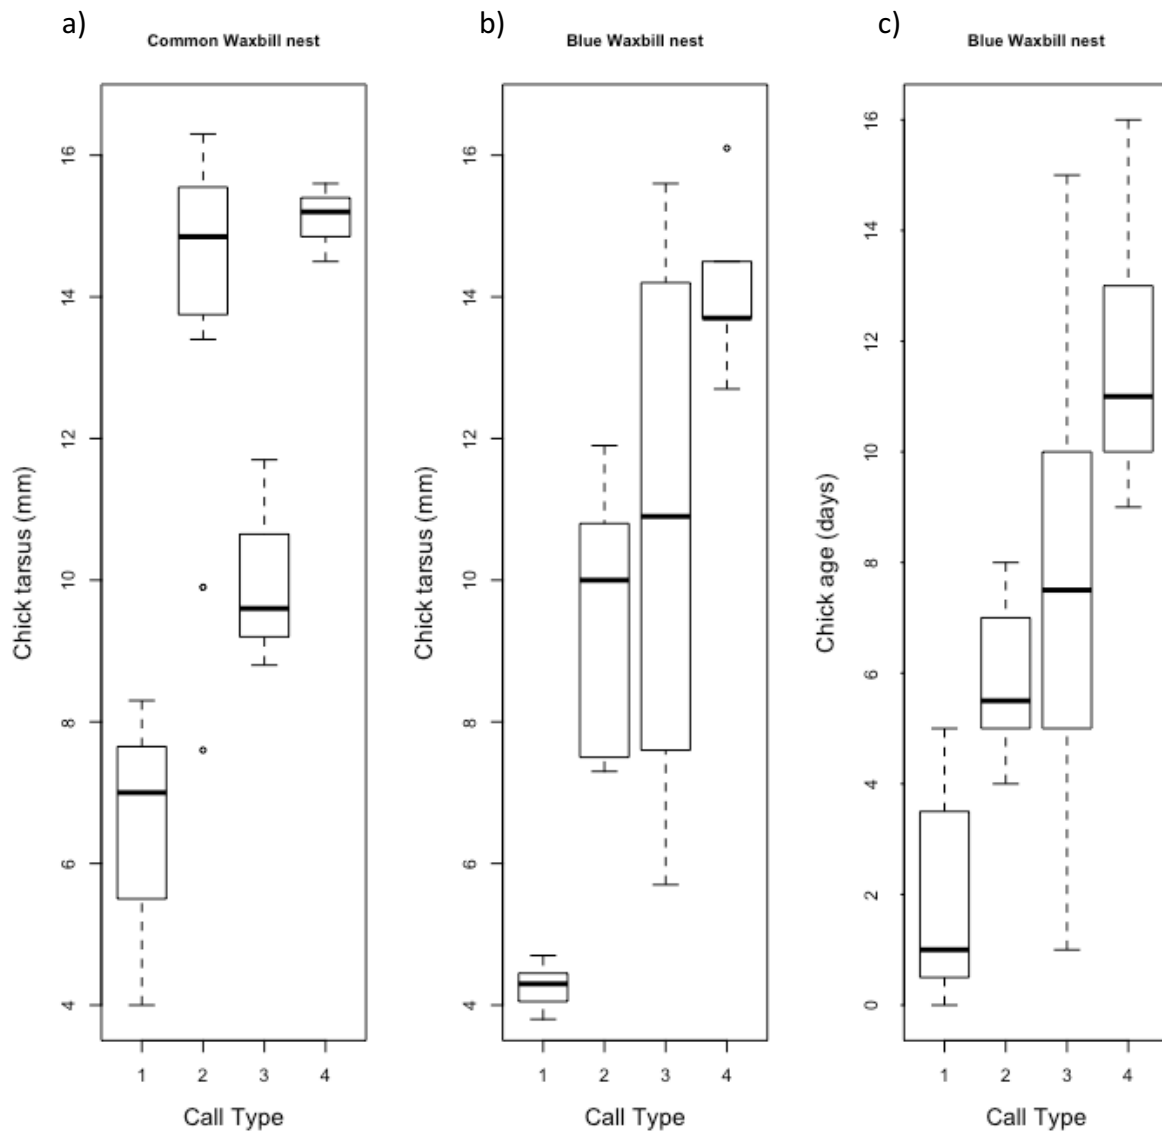 a)
Common Waxbill nest
Chick tarsus (mm)
16
14
12
10
8
6
4
1 2 3 4
Call Type
b)
Blue Waxbill nest
Chick tarsus (mm)
16
14
12
10
8
6
4
1 2 3 4
Call Type
c)
Blue Waxbill nest
Chick age (days)
16
14
12
10
8
6
4
2
0
1 2 3 4
Call Type